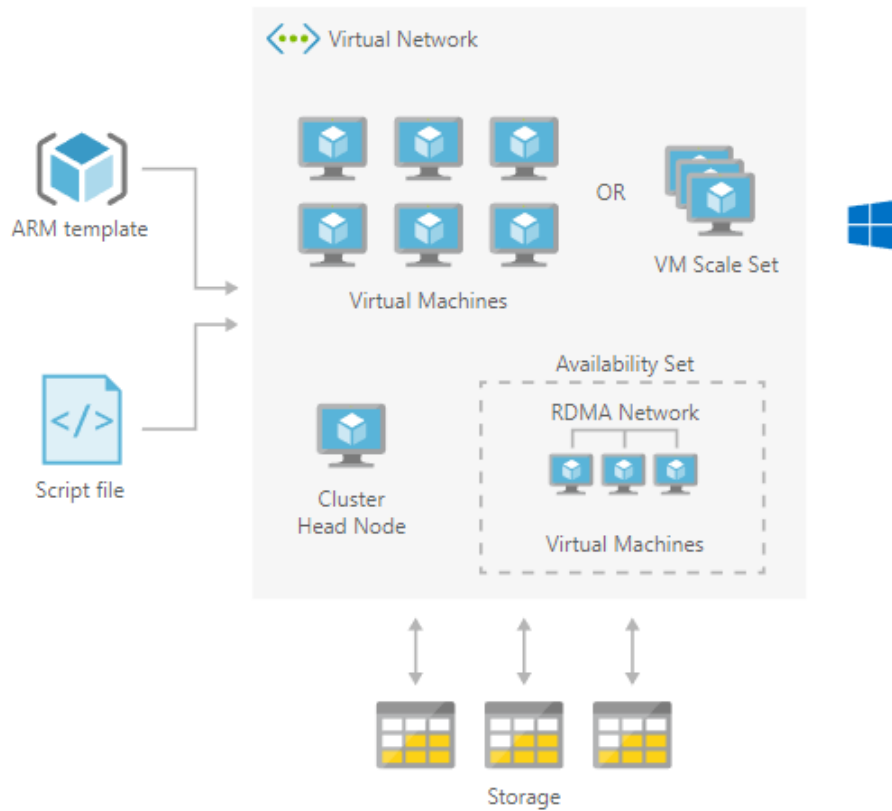 Virtual Network
ARM template
OR
VM Scale Set
Virtual Machines
Availability Set
RDMA Network
Script file
Cluster
Head Node
Virtual Machines
Storage